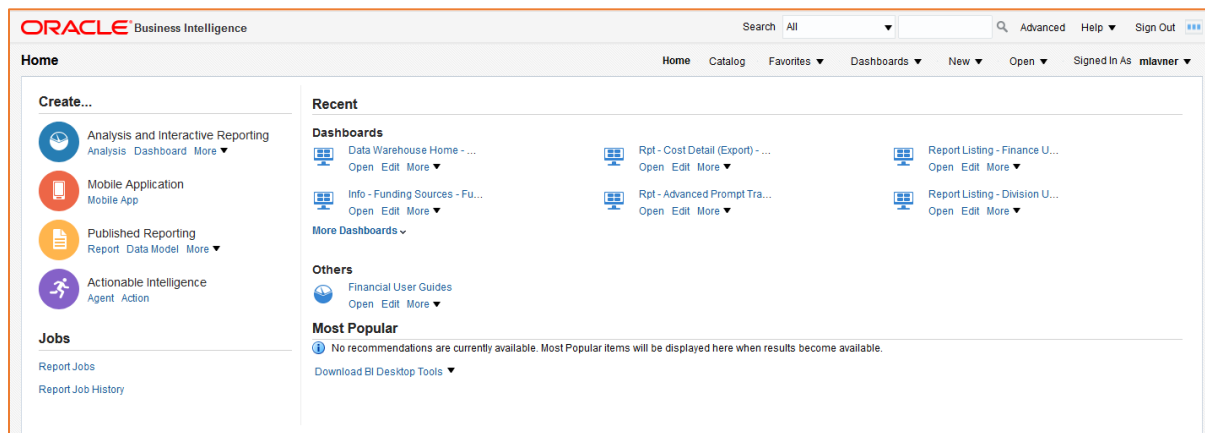 ORACLE Business Intelligence
Search All Advanced Help Sign Out
Home
Home Catalog Favorites Dashboards New Open Signed In As mlavner
Create...
Analysis and Interactive Reporting
Analysis Dashboard More
Mobile Application
Mobile App
Published Reporting
Report Data Model More
Actionable Intelligence
Agent Action
Jobs
Report Jobs
Report Job History
Recent
Dashboards
Data Warehouse Home - ...
Open Edit More
Rpt - Cost Detail (Export) - ...
Open Edit More
Report Listing - Finance U...
Open Edit More
Info - Funding Sources - Fu...
Open Edit More
Rpt - Advanced Prompt Tra...
Open Edit More
Report Listing - Division U...
Open Edit More
More Dashboards
Others
Financial User Guides
Open Edit More
Most Popular
No recommendations are currently available. Most Popular items will be displayed here when results become available.
Download BI Desktop Tools